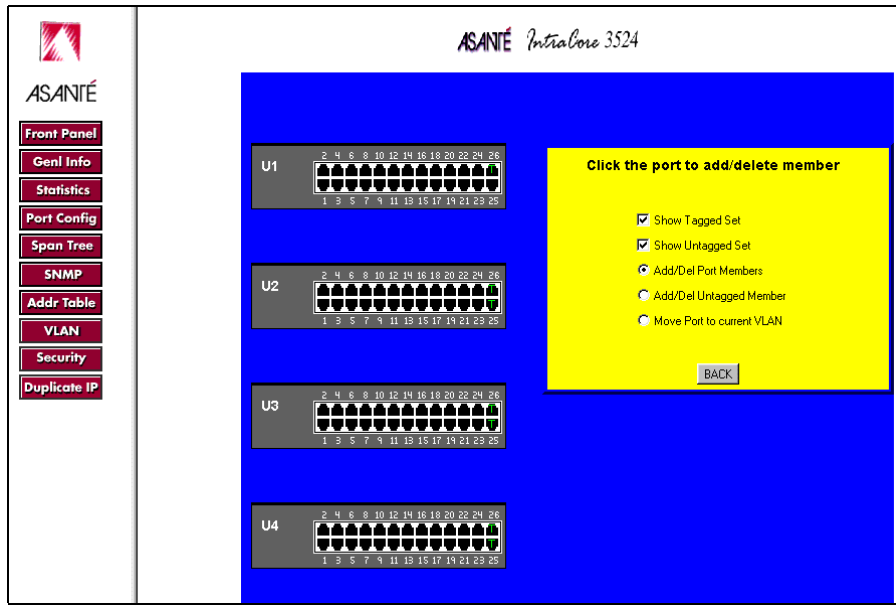 ASANTÉ IntraCore 3524
ASANTÉ
Front Panel
Genl Info
Statistics
Port Config
Span Tree
SNMP
Addr Table
VLAN
Security
Duplicate IP
U1
2 4 6 8 10 12 14 16 18 20 22 24 26
T
1 3 5 7 9 11 13 15 17 19 21 23 25
U2
2 4 6 8 10 12 14 16 18 20 22 24 26
T
T
1 3 5 7 9 11 13 15 17 19 21 23 25
U3
2 4 6 8 10 12 14 16 18 20 22 24 26
T
T
1 3 5 7 9 11 13 15 17 19 21 23 25
U4
2 4 6 8 10 12 14 16 18 20 22 24 26
T
T
1 3 5 7 9 11 13 15 17 19 21 23 25
Click the port to add/delete member
Show Tagged Set
Show Untagged Set
Add/Del Port Members
Add/Del Untagged Member
Move Port to current VLAN
BACK